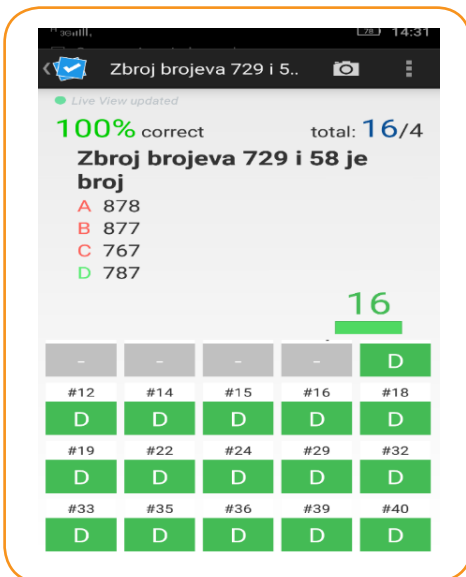 28 14:31
Zbroj brojeva 729 i 5..
Live View updated
100% correct total: 16/4
Zbroj brojeva 729 i 58 je
broj
A 878
B 877
C 767
D 787
16
- - - - D
#12 #14 #15 #16 #18
D D D D D
#19 #22 #24 #29 #32
D D D D D
#33 #35 #36 #39 #40
D D D D D